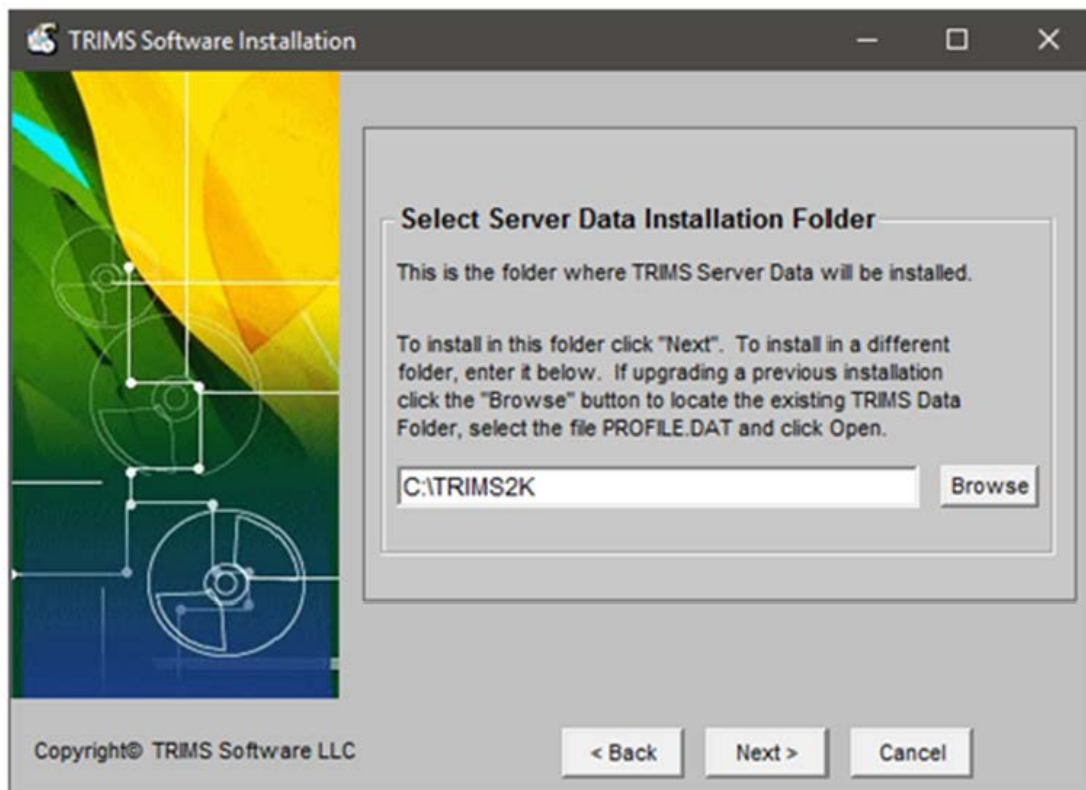 TRIMS Software Installation
Select Server Data Installation Folder
This is the folder where TRIMS Server Data will be installed.
To install in this folder click "Next". To install in a different
folder, enter it below. If upgrading a previous installation
click the "Browse" button to locate the existing TRIMS Data
Folder, select the file PROFILE.DAT and click Open.
C:\TRIMS2K
Browse
Copyright© TRIMS Software LLC
< Back
Next >
Cancel